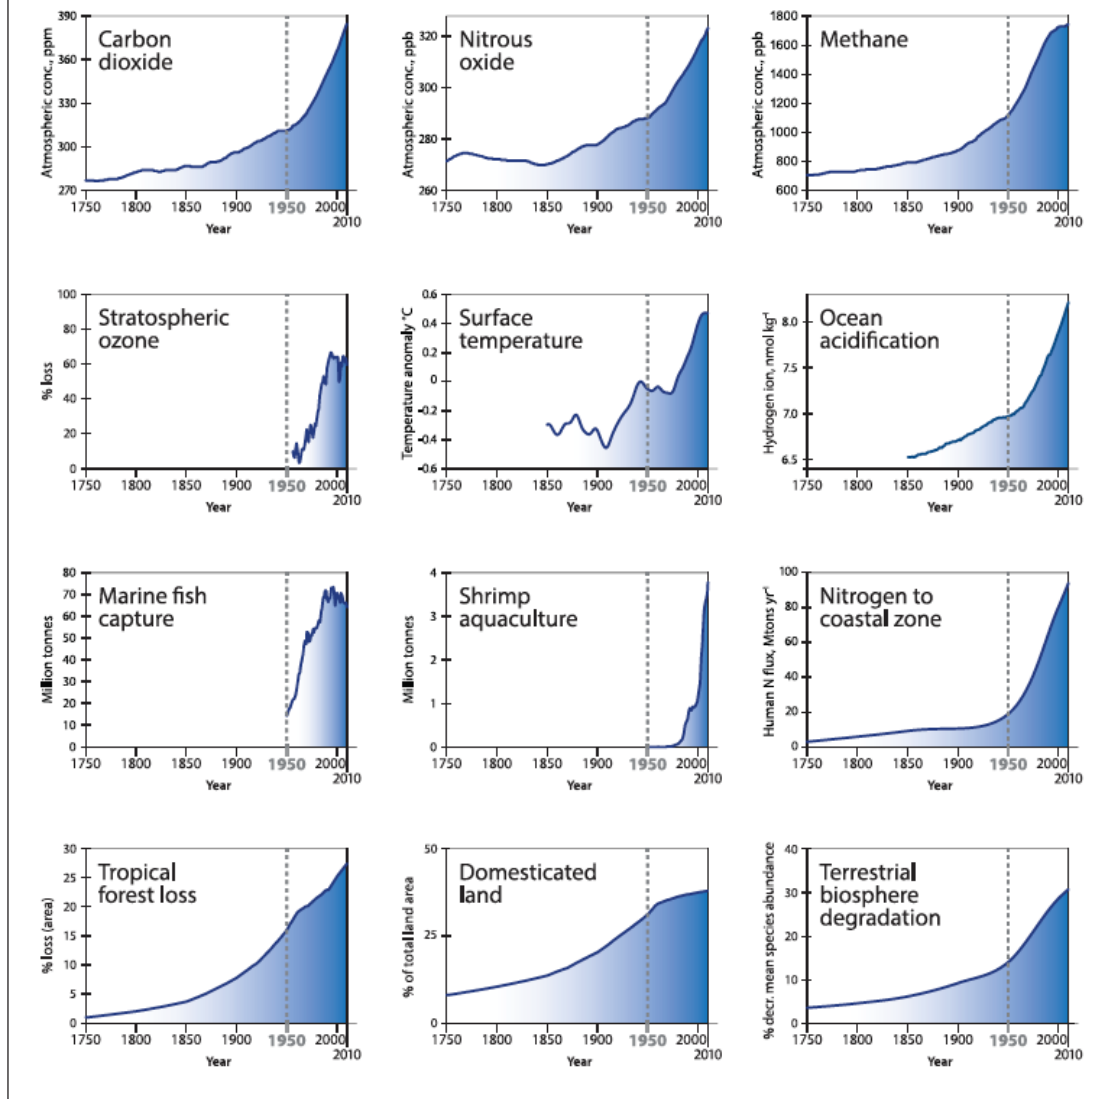 Carbon
dioxide
Atmospheric conc., ppm
390
360
330
300
270
1750 1800 1850 1900 1950 2000
2010
Year
Nitrous
oxide
Atmospheric conc., ppb
320
300
280
260
1750 1800 1850 1900 1950 2000
2010
Year
Methane
Atmospheric conc., ppb
1800
1600
1400
1200
1000
800
600
1750 1800 1850 1900 1950 2000
2010
Year
Stratospheric
ozone
% loss
100
80
60
40
20
0
1750 1800 1850 1900 1950 2000
2010
Year
Surface
temperature
Temperature anomaly °C
0.6
0.4
0.2
0
-0.2
-0.4
-0.6
1750 1800 1850 1900 1950 2000
2010
Year
Ocean
acidification
Hydrogen ion, nmol kg⁻¹
8.0
7.5
7.0
6.5
1750 1800 1850 1900 1950 2000
2010
Year
Marine fish
capture
Million tonnes
80
70
60
50
40
30
20
10
0
1750 1800 1850 1900 1950 2000
2010
Year
Shrimp
aquaculture
Million tonnes
4
3
2
1
0
1750 1800 1850 1900 1950 2000
2010
Year
Nitrogen to
coastal zone
Human N flux, Mtons yr⁻¹
100
80
60
40
20
0
1750 1800 1850 1900 1950 2000
2010
Year
Tropical
forest loss
% loss (area)
30
25
20
15
10
5
0
1750 1800 1850 1900 1950 2000
2010
Year
Domesticated
land
% of total land area
50
25
0
1750 1800 1850 1900 1950 2000
2010
Year
Terrestrial
biosphere
degradation
% decr. mean species abundance
40
30
20
10
0
1750 1800 1850 1900 1950 2000
2010
Year